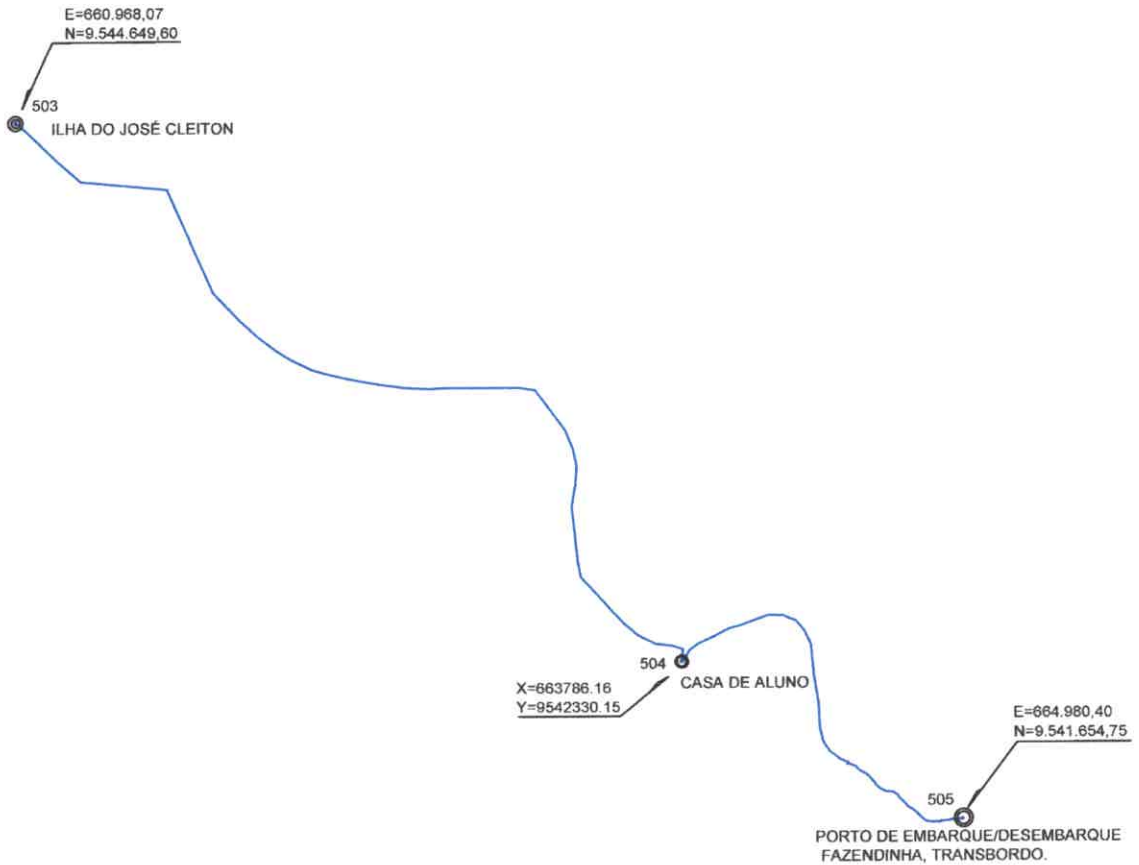 E=660.968,07
N=9.544.649,60
503
ILHA DO JOSÉ CLEITON
504
CASA DE ALUNO
X=663786.16
Y=9542330.15
E=664.980,40
N=9.541.654,75
505
PORTO DE EMBARQUE/DESEMBARQUE
FAZENDINHA, TRANSBORDO.